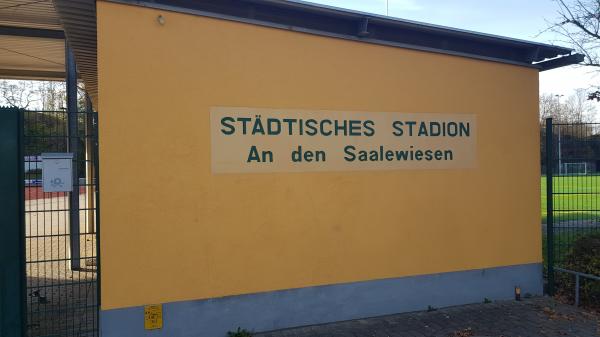 STÄDTISCHES STADION
An den Saalewiesen